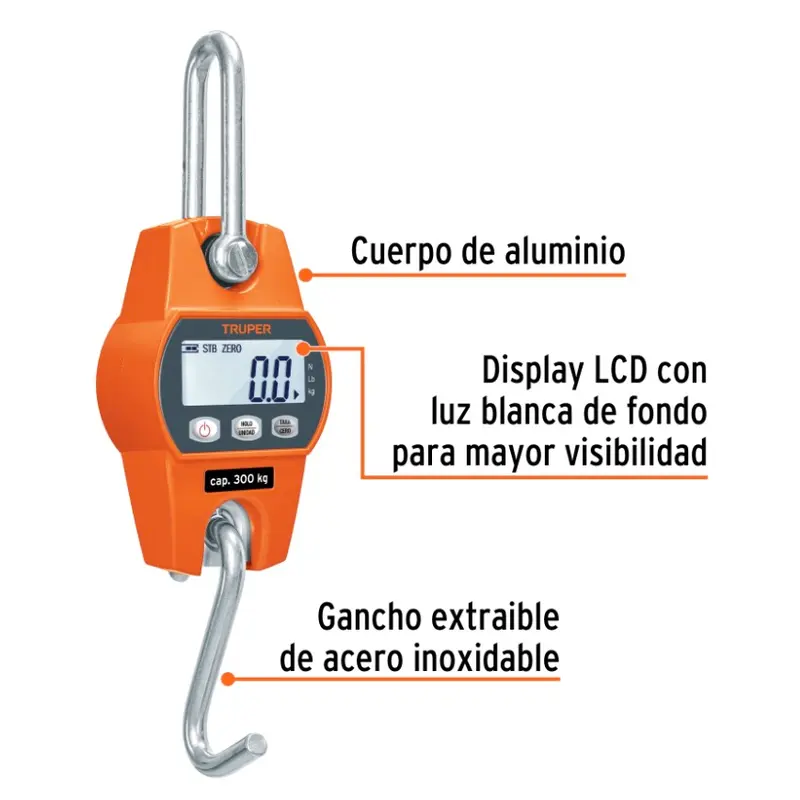 Cuerpo de aluminio
TRUPER
STB ZERO
0.0
N
Lb
kg
HOLD
UNIDAD
TARA
CERO
cap. 300 kg
Display LCD con
luz blanca de fondo
para mayor visibilidad
Gancho extraible
de acero inoxidable